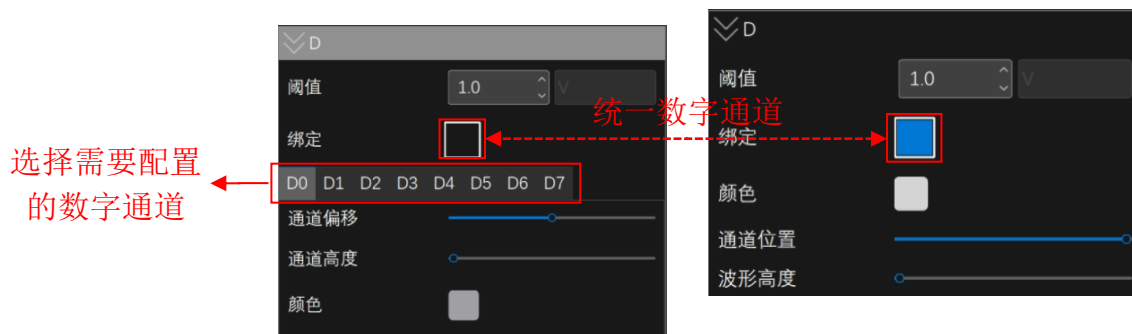 D
阈值
1.0
V
绑定
D0 D1 D2 D3 D4 D5 D6 D7
通道偏移
通道高度
颜色
选择需要配置
的数字通道
统一数字通道
D
阈值
1.0
V
绑定
颜色
通道位置
波形高度